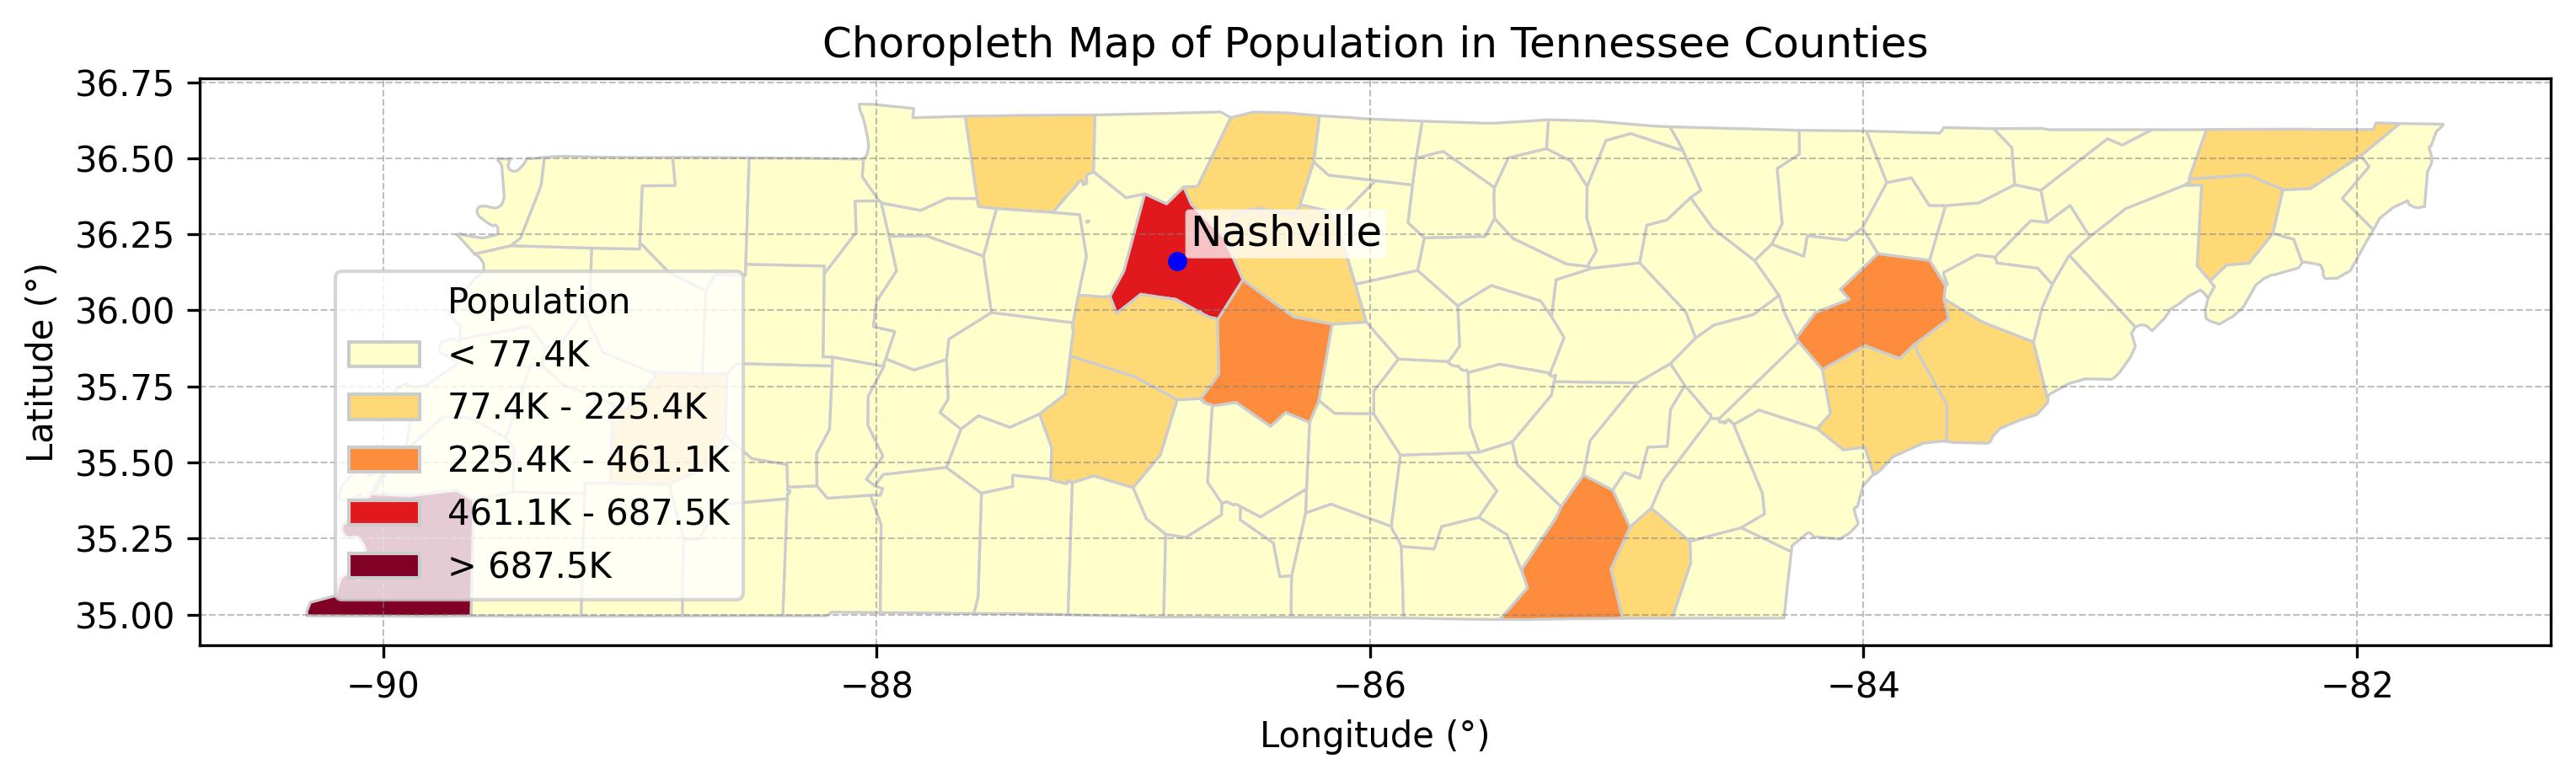 Choropleth Map of Population in Tennessee Counties
36.75
36.50
36.25
36.00
35.75
35.50
35.25
35.00
Latitude (°)
Nashville
Population
< 77.4K
77.4K - 225.4K
225.4K - 461.1K
461.1K - 687.5K
> 687.5K
−90 −88 −86 −84 −82
Longitude (°)